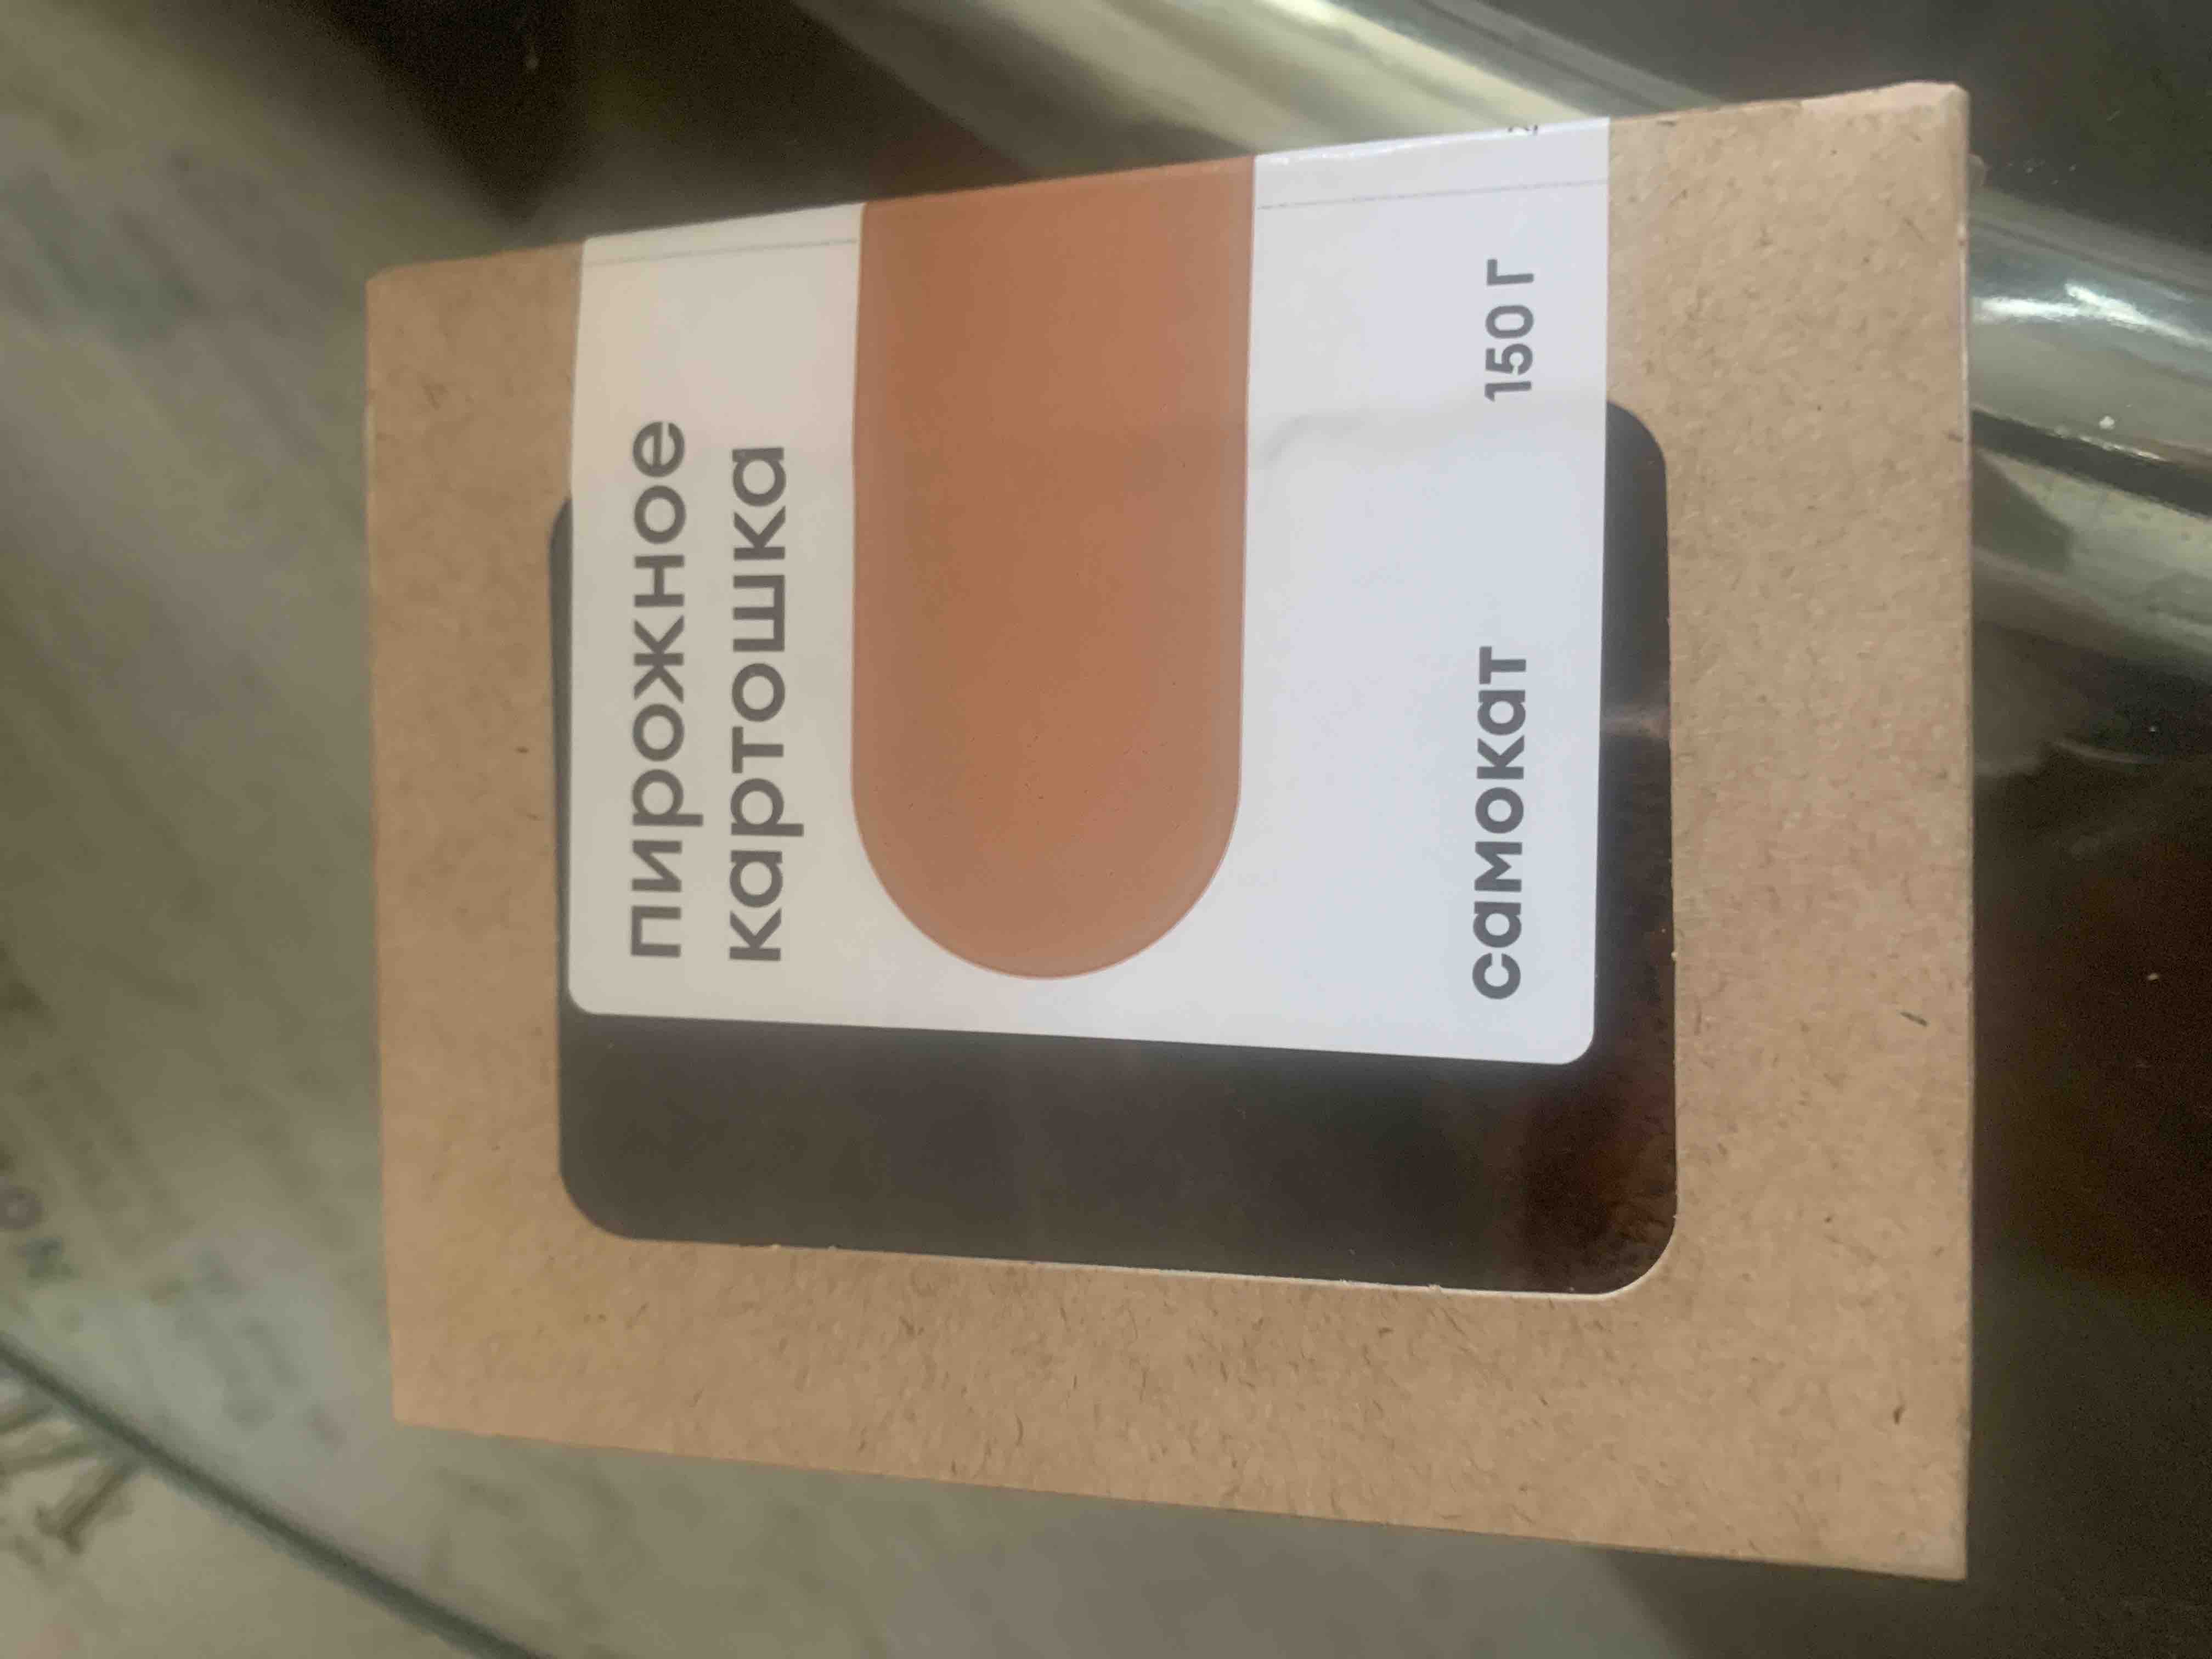 пирожное
картошка
самокат 150 Г